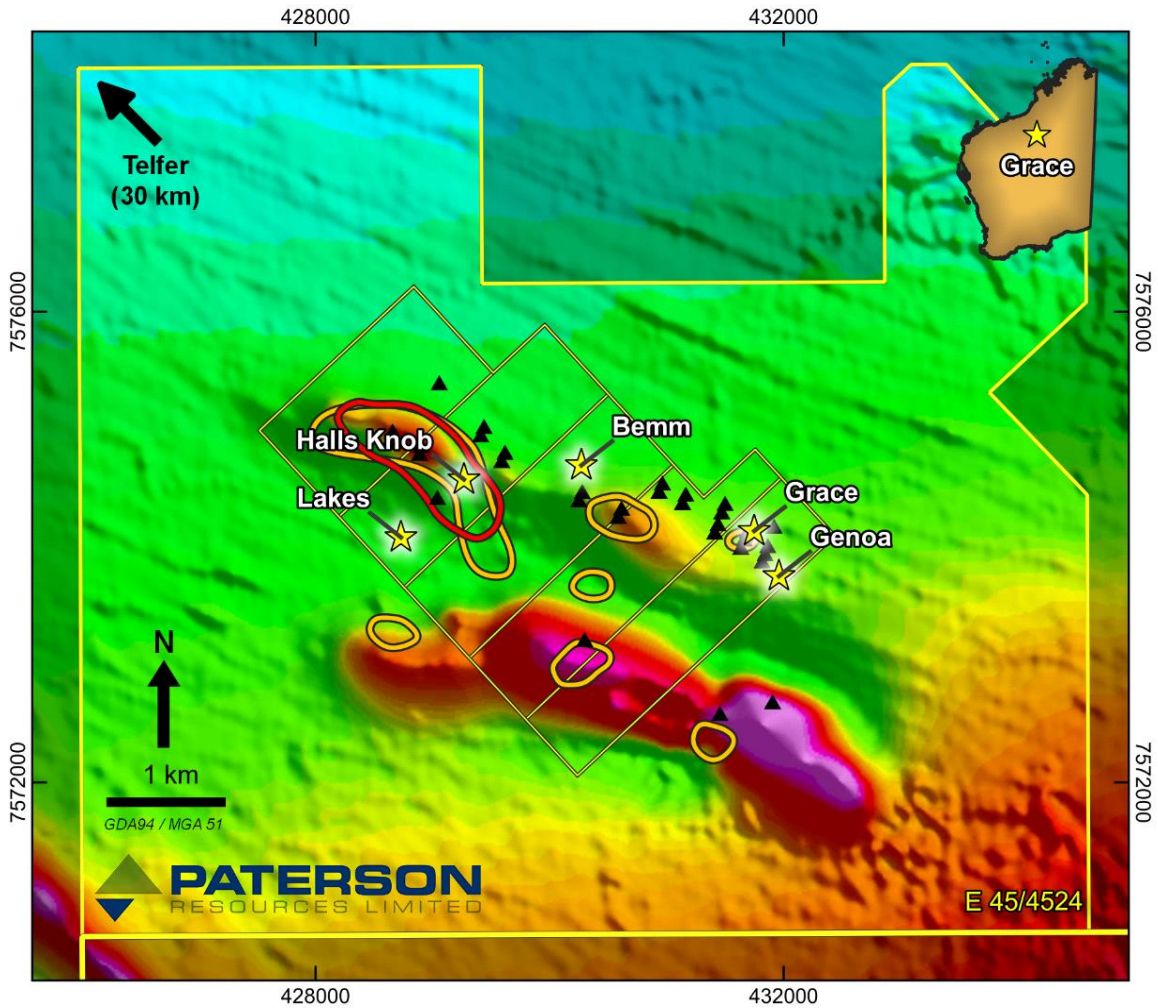 428000
432000
Telfer
(30 km)
Grace
7576000
7576000
Halls Knob
Bemm
Lakes
Grace
Genoa
N
1 km
GDA94 / MGA 51
7572000
7572000
PATERSON
RESOURCES LIMITED
E 45/4524
428000
432000